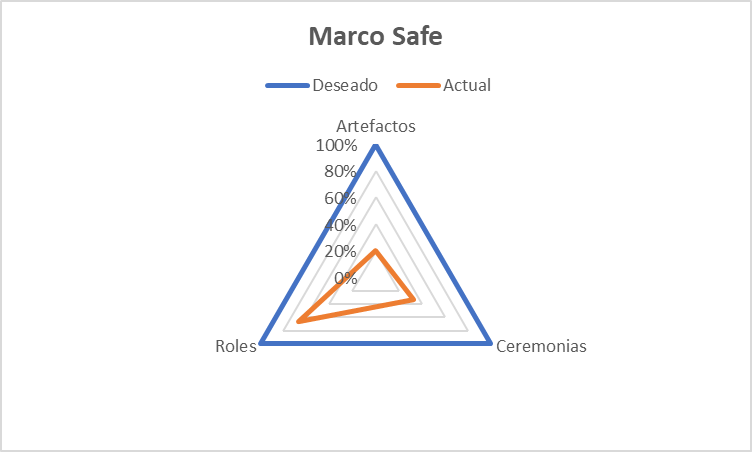 Marco Safe
Deseado Actual
Artefactos
100%
80%
60%
40%
20%
0%
Roles Ceremonias